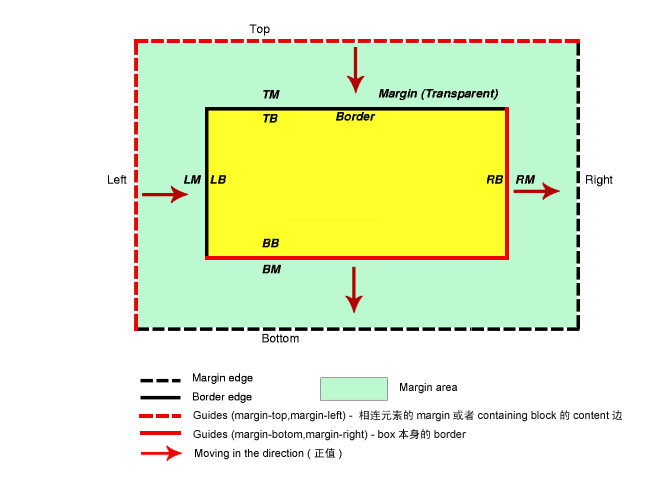 Top
TM Margin (Transparent)
TB Border
Left LM LB RB RM Right
BB
BM
Bottom
Margin edge
Margin area
Border edge
Guides (margin-top,margin-left) - 相连元素的 margin 或者 containing block 的 content 边
Guides (margin-botom,margin-right) - box 本身的 border
Moving in the direction ( 正值 )